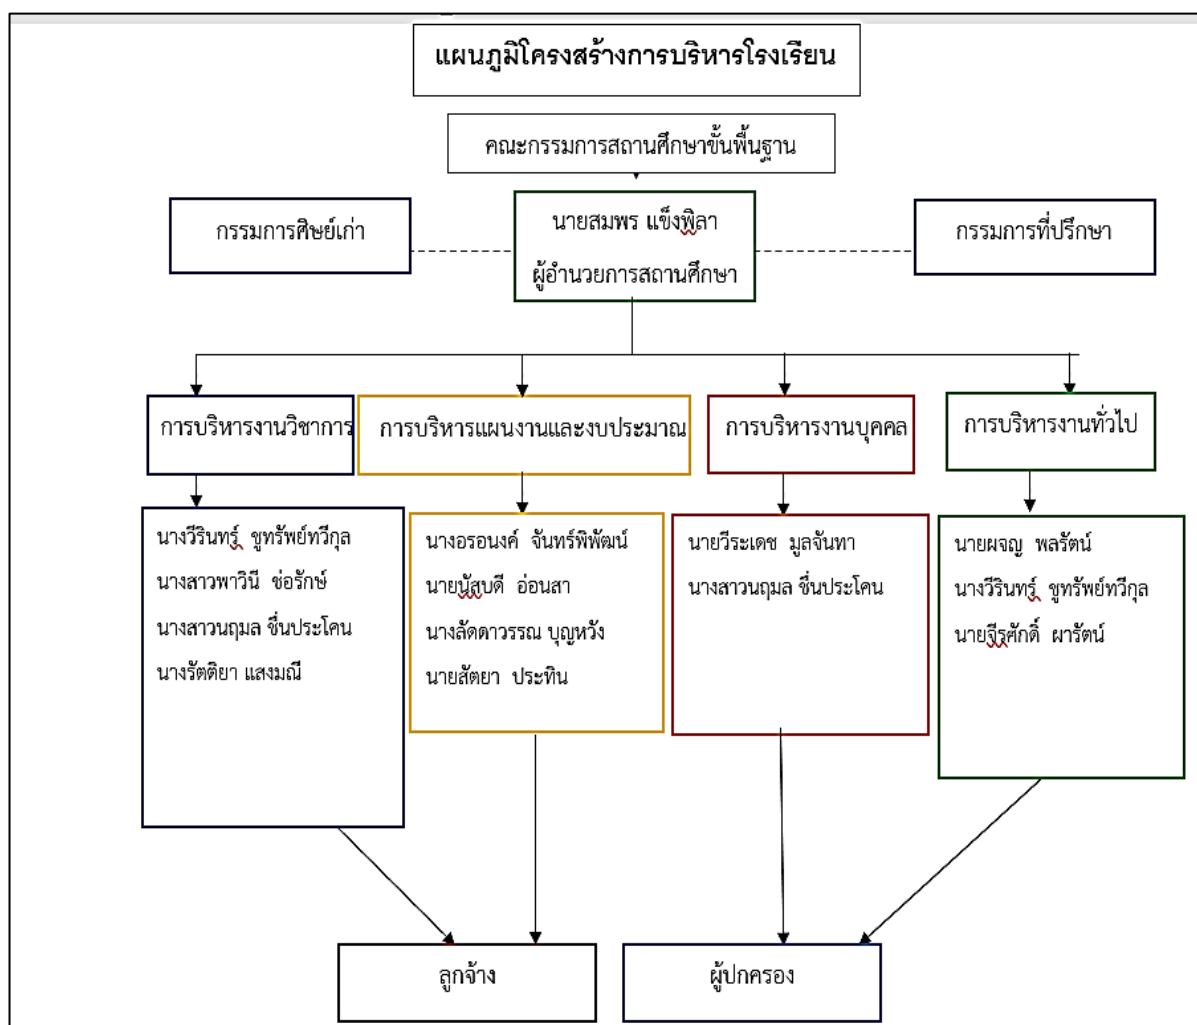 แผนภูมิโครงสร้างการบริหารโรงเรียน
คณะกรรมการสถานศึกษาขั้นพื้นฐาน
กรรมการศิษย์เก่า
นายสมพร แข็งพิลา
ผู้อำนวยการสถานศึกษา
กรรมการที่ปรึกษา
การบริหารงานวิชาการ
การบริหารแผนงานและงบประมาณ
การบริหารงานบุคคล
การบริหารงานทั่วไป
นางวีรินทร์ ชูทรัพย์ทวีกุล
นางสาวพาวินี ช่อรักษ์
นางสาวนฤมล ชื่นประโคน
นางรัตติยา แสงมณี
นางอรอนงค์ จันทร์พิพัฒน์
นายนัสบดี อ่อนสา
นางลัดดาวรรณ บุญหวัง
นายสัตยา ประทิน
นายวีระเดช มูลจันทา
นางสาวนฤมล ชื่นประโคน
นายผจญ พลรัตน์
นางวีรินทร์ ชูทรัพย์ทวีกุล
นายจีรศักดิ์ ผารัตน์
ลูกจ้าง
ผู้ปกครอง